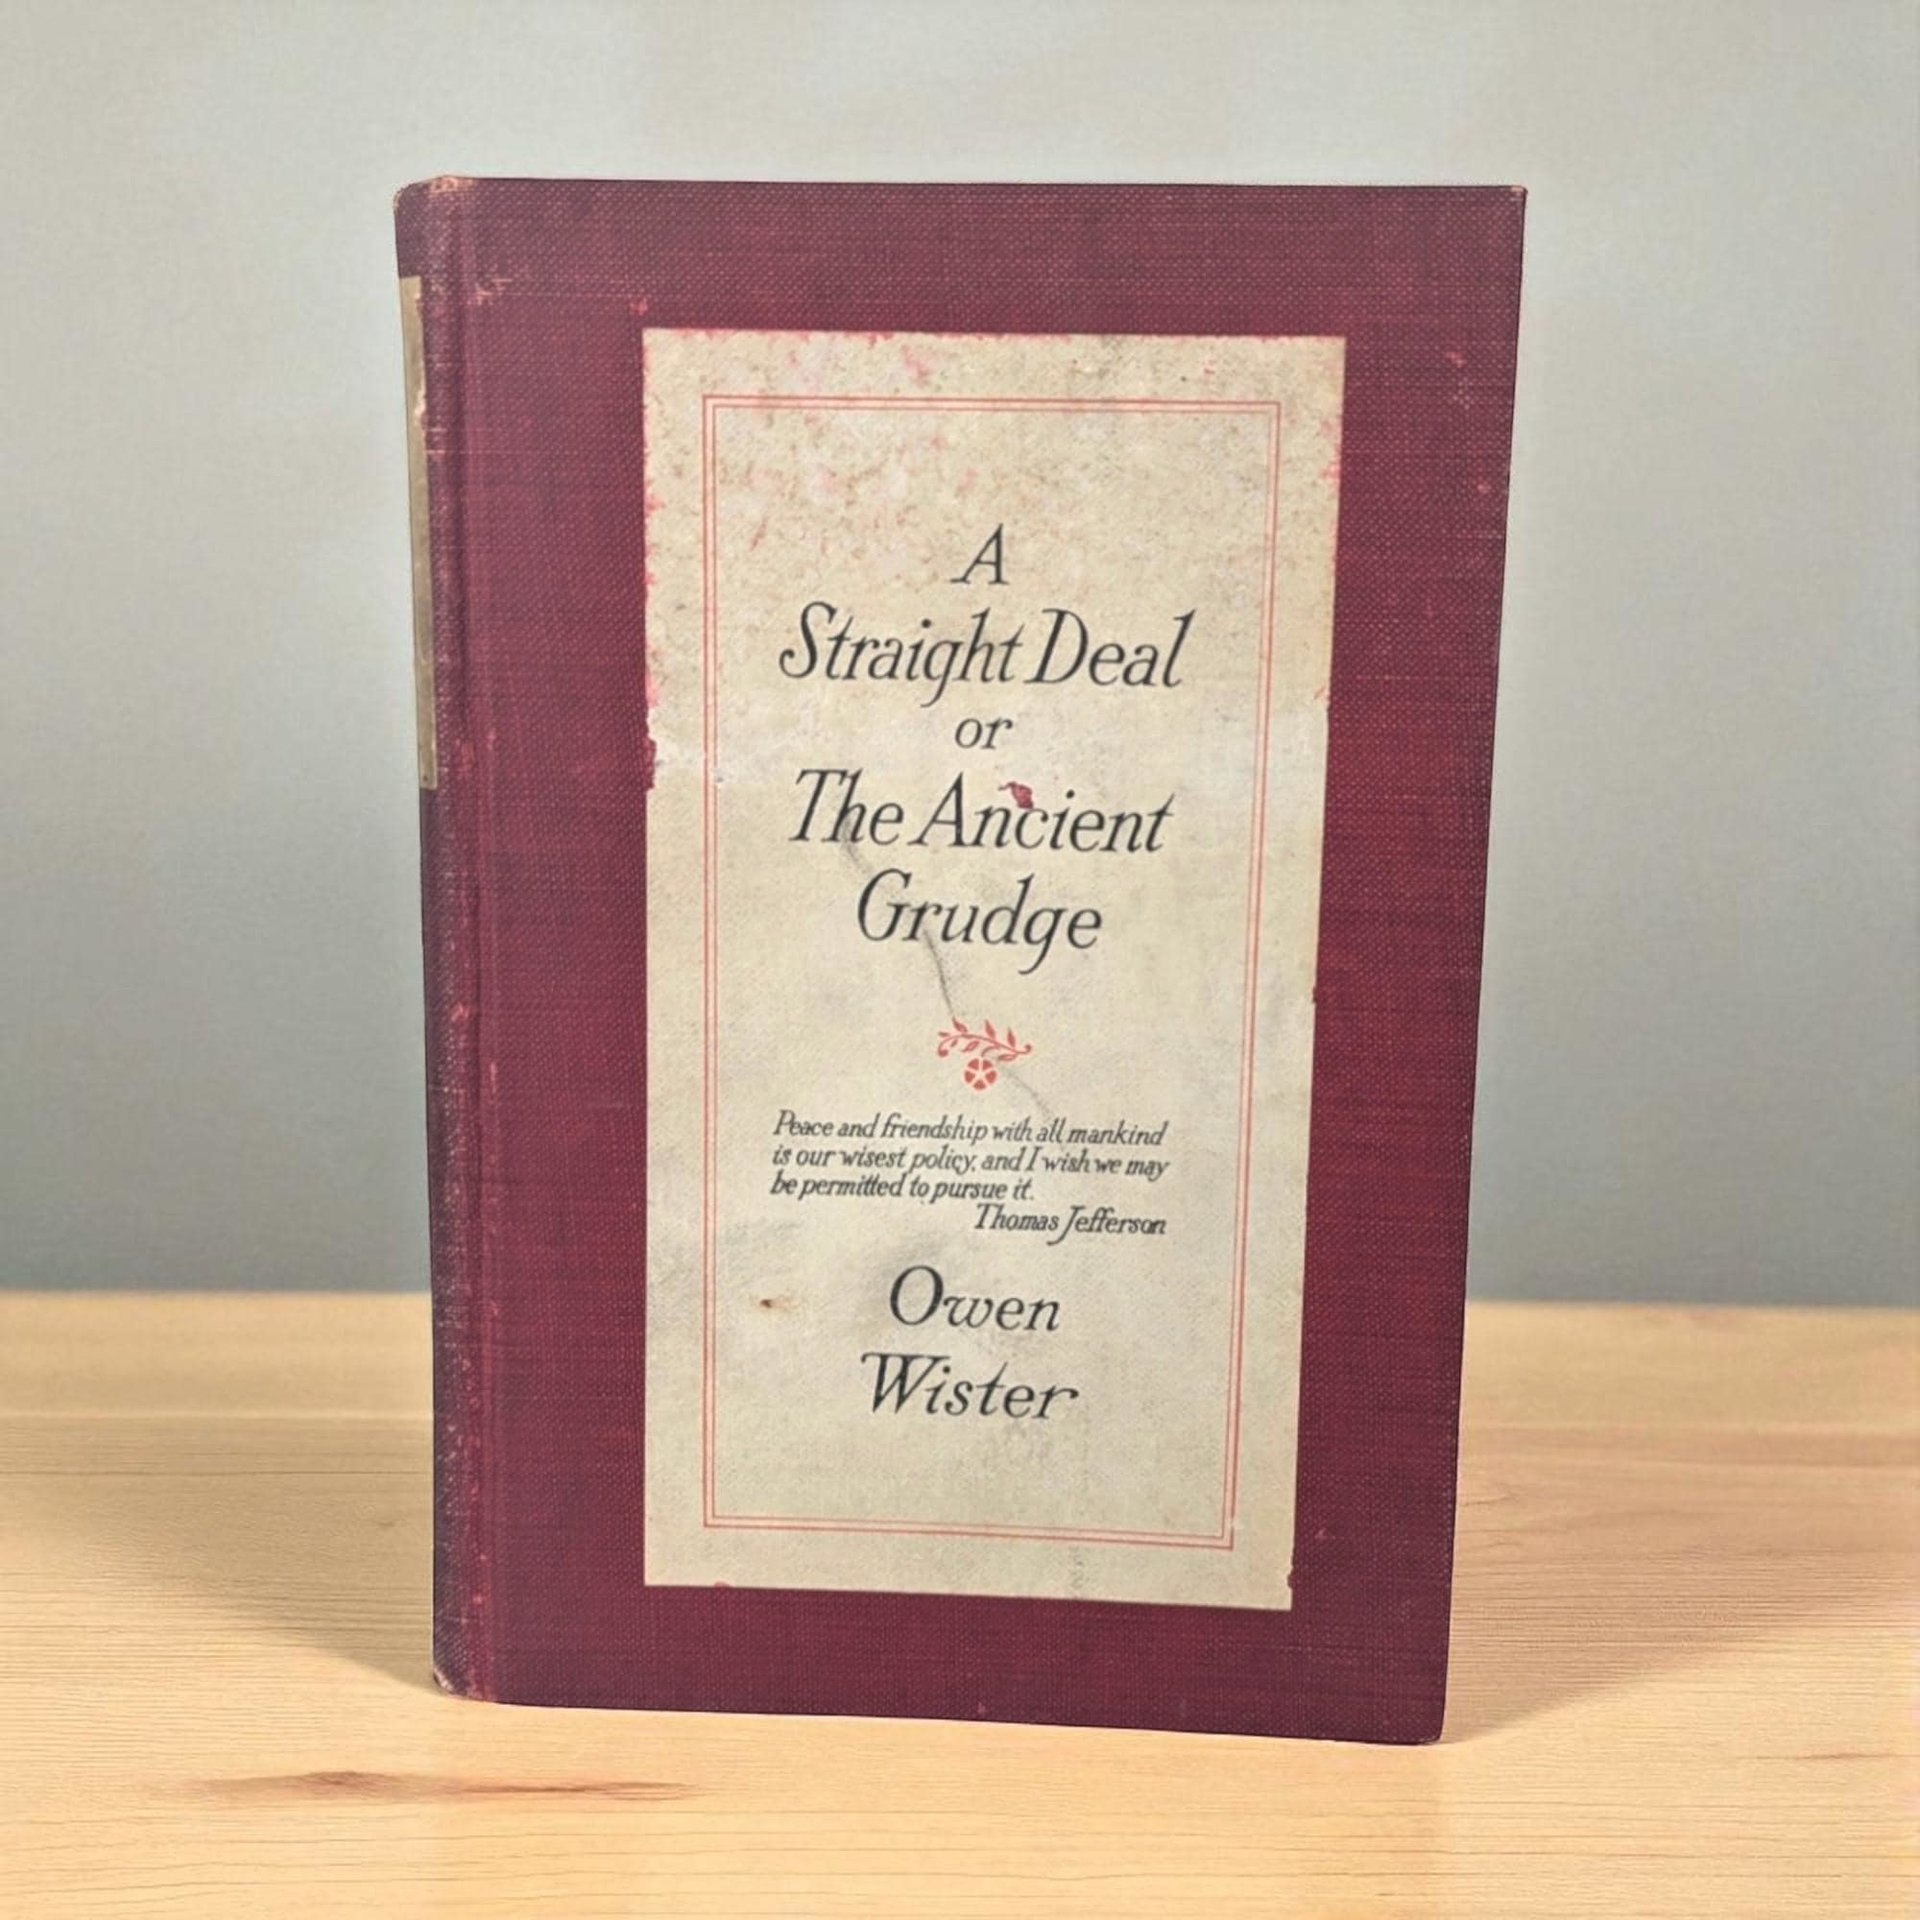 A
Straight Deal
or
The Ancient
Grudge
Peace and friendship with all mankind
is our wisest policy, and I wish we may
be permitted to pursue it.
Thomas Jefferson
Owen
Wister